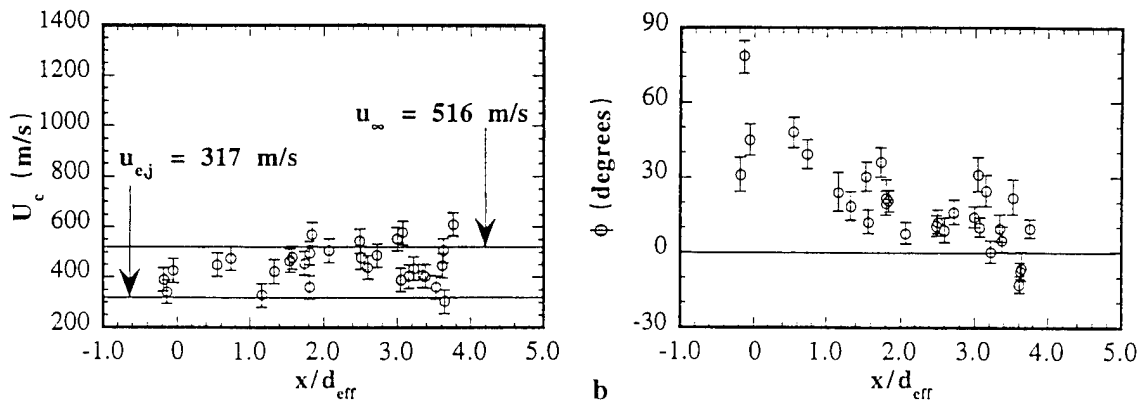 1400
1200
1000
800
600
400
200
U_c (m/s)
u_∞ = 516 m/s
u_e,j = 317 m/s
-1.0 0 1.0 2.0 3.0 4.0 5.0
x/d_eff
b
90
60
30
0
-30
ϕ (degrees)
-1.0 0 1.0 2.0 3.0 4.0 5.0
x/d_eff